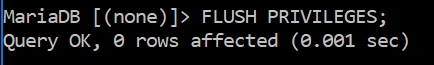 MariaDB [(none)]> FLUSH PRIVILEGES;
Query OK, 0 rows affected (0.001 sec)